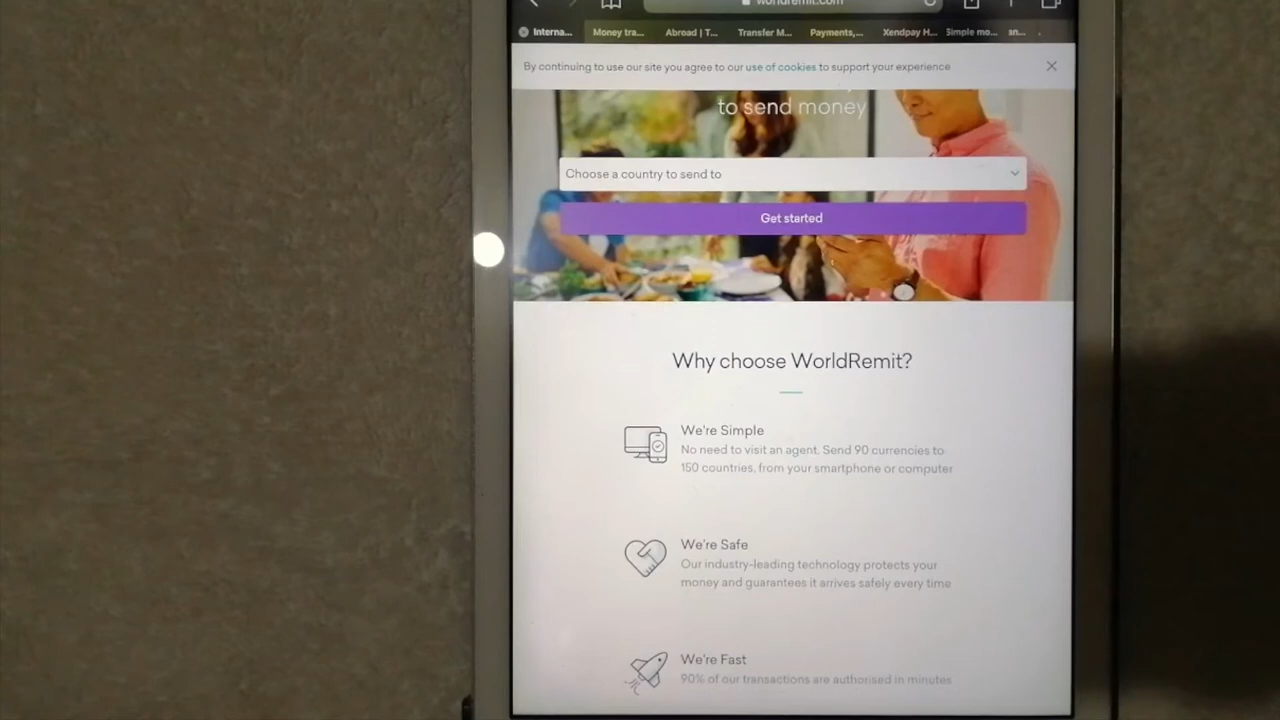 worldremit.com
Interna... Money tra... Abroad | T... Transfer M... Payments,... Xendpay H... Simple mo... an...
By continuing to use our site you agree to our use of cookies to support your experience
to send money
Choose a country to send to
Get started
Why choose WorldRemit?
We're Simple
No need to visit an agent. Send 90 currencies to
150 countries, from your smartphone or computer
We're Safe
Our industry-leading technology protects your
money and guarantees it arrives safely every time
We're Fast
90% of our transactions are authorised in minutes